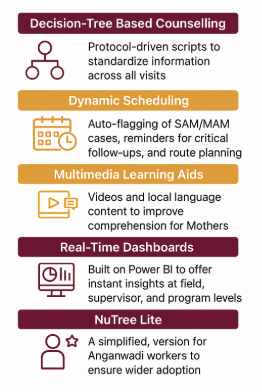 Decision-Tree Based Counselling
Protocol-driven scripts to
standardize information
across all visits
Dynamic Scheduling
Auto-flagging of SAM/MAM
cases, reminders for critical
follow-ups, and route planning
Multimedia Learning Aids
Videos and local language
content to improve
comprehension for Mothers
Real-Time Dashboards
Built on Power BI to offer
instant insights at field,
supervisor, and program levels
NuTree Lite
A simplified, version for
Anganwadi workers to
ensure wider adoption